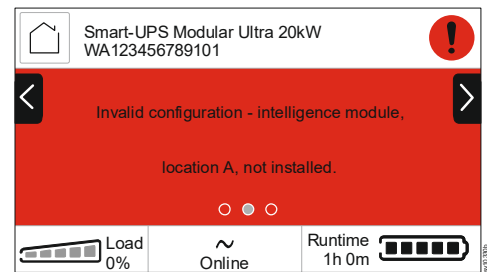 Smart-UPS Modular Ultra 20kW
WA123456789101
Invalid configuration - intelligence module,
location A, not installed.
Load
0%
Online
Runtime
1h 0m